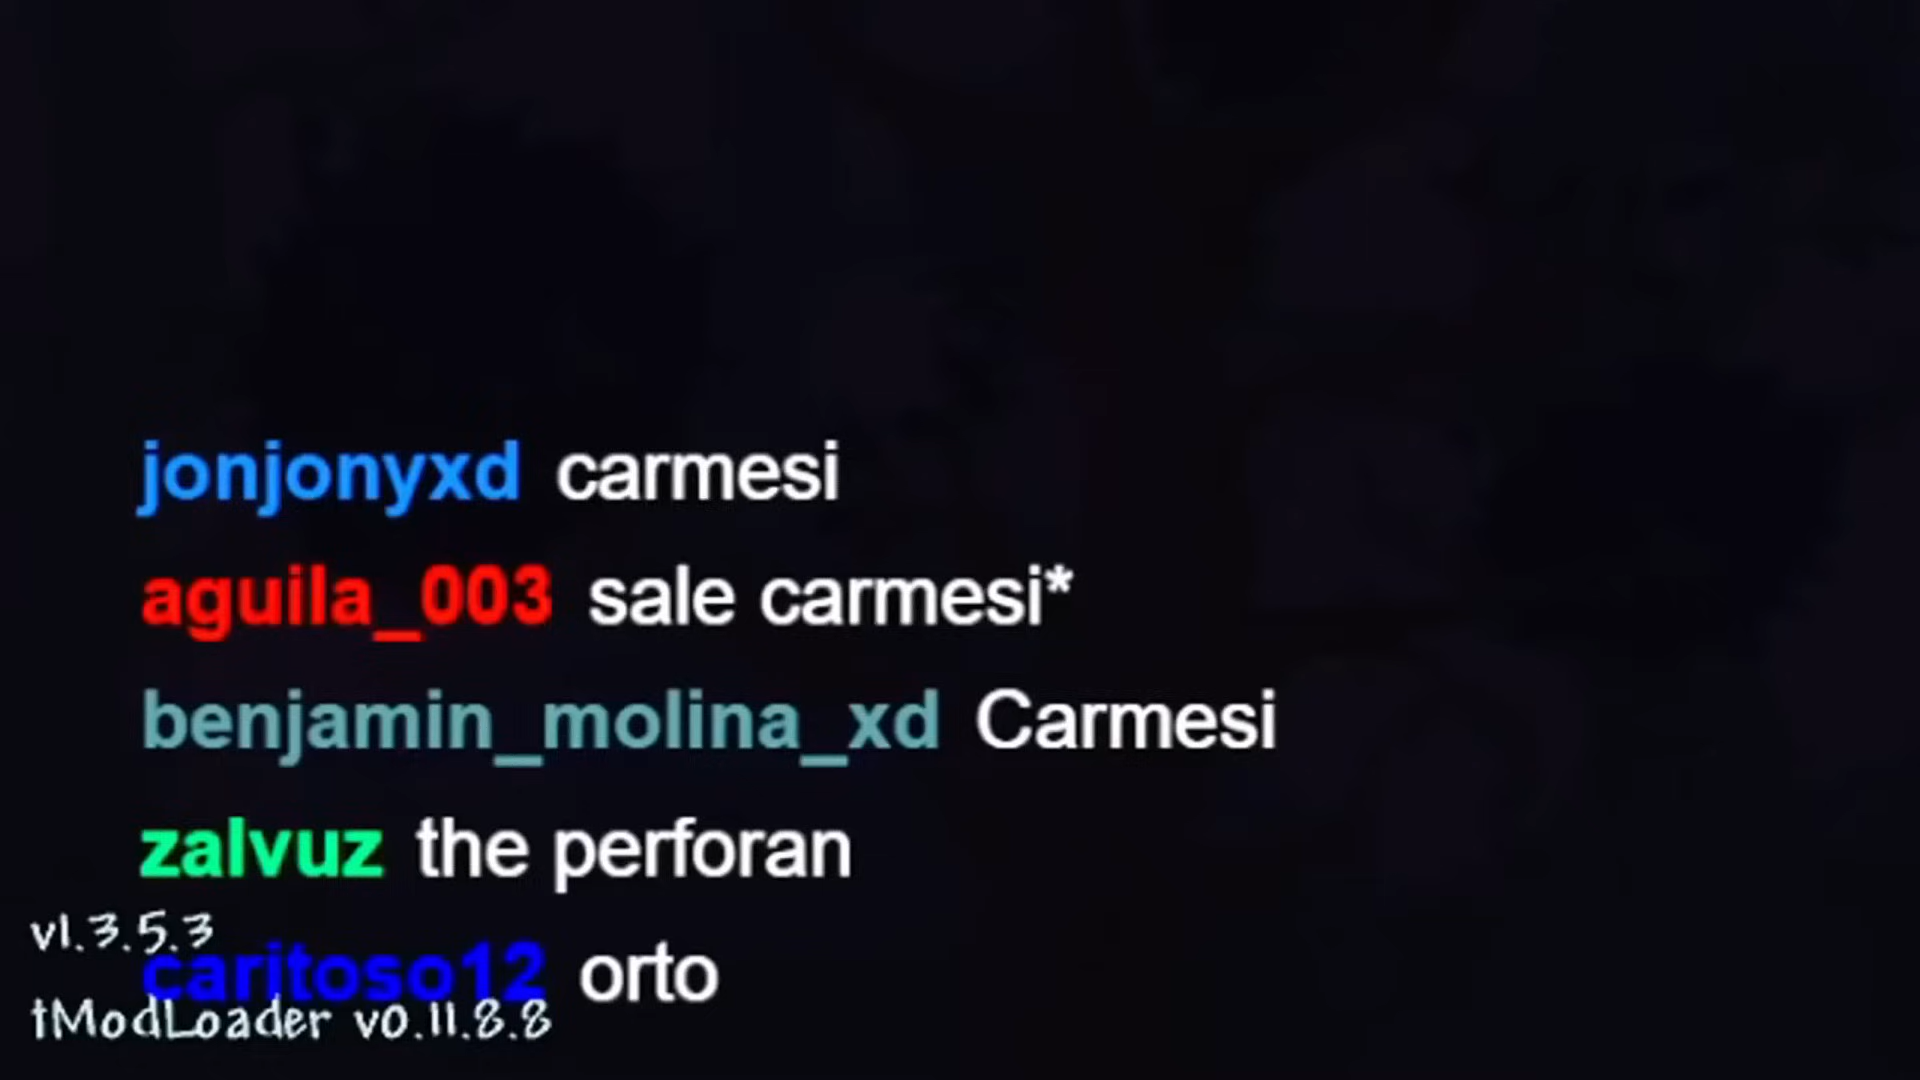 jonjonyxd carmesi
aguila_003 sale carmesi*
benjamin_molina_xd Carmesi
zalvuz the perforan
v1.3.5.3
caritoso12 orto
tModLoader v0.11.8.8